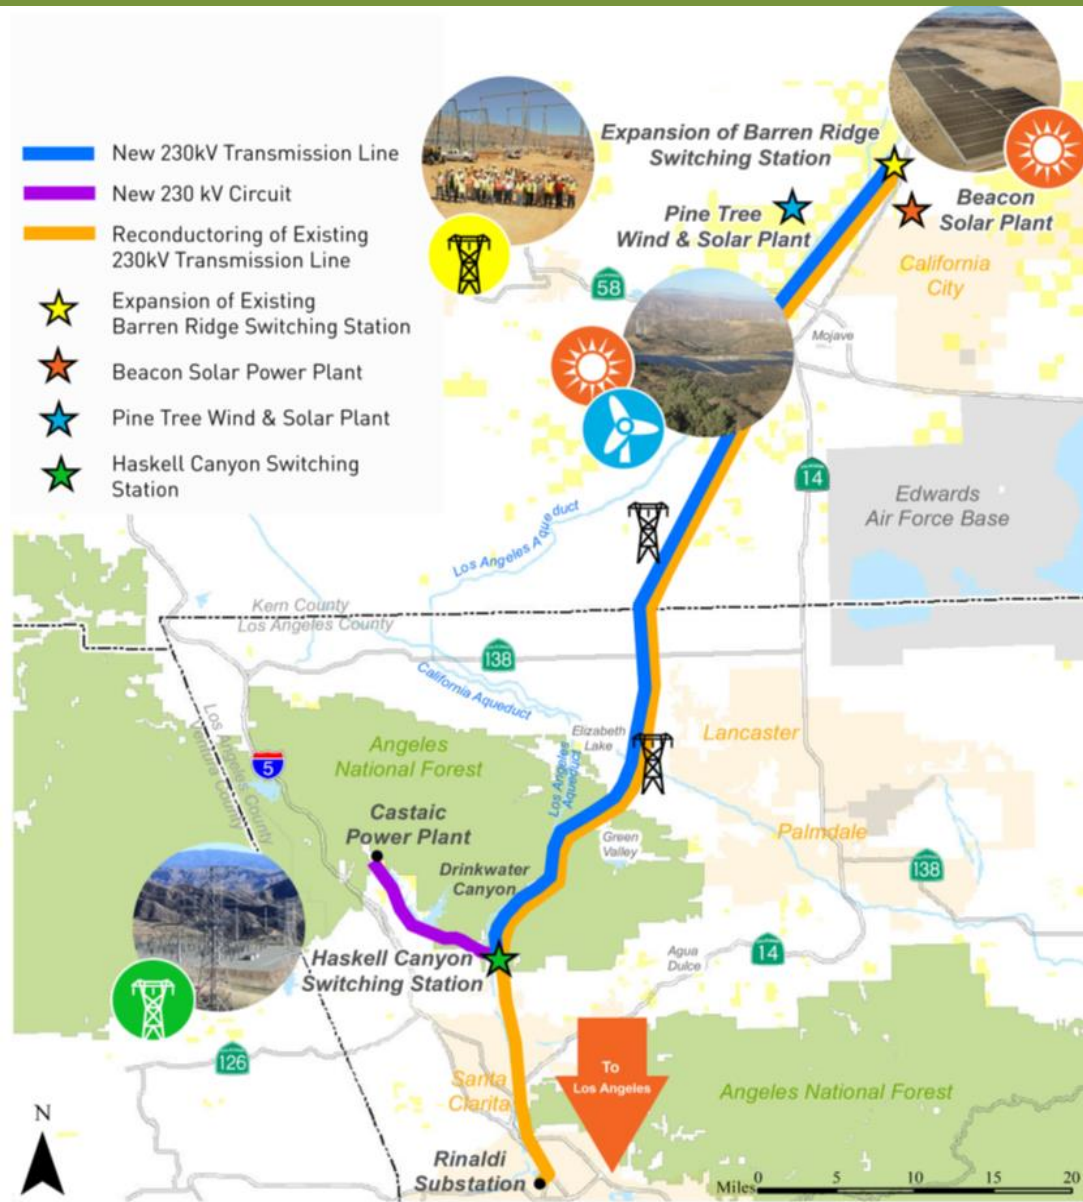 New 230kV Transmission Line
New 230 kV Circuit
Reconductoring of Existing
230kV Transmission Line
Expansion of Existing
Barren Ridge Switching Station
Beacon Solar Power Plant
Pine Tree Wind & Solar Plant
Haskell Canyon Switching
Station
Expansion of Barren Ridge
Switching Station
Pine Tree
Wind & Solar Plant
Beacon
Solar Plant
California
City
58
Mojave
14
Edwards
Air Force Base
Los Angeles Aqueduct
Kern County
Los Angeles County
138
California Aqueduct
Los Angeles County
Ventura County
5
Angeles
National Forest
Elizabeth
Lake
Los Angeles
Aqueduct
Lancaster
Castaic
Power Plant
Green
Valley
Palmdale
Drinkwater
Canyon
138
Haskell Canyon
Switching Station
Agua
Dulce
14
126
Santa
Clarita
To
Los Angeles
Angeles National Forest
N
Rinaldi
Substation
Miles
0 5 10 15 20